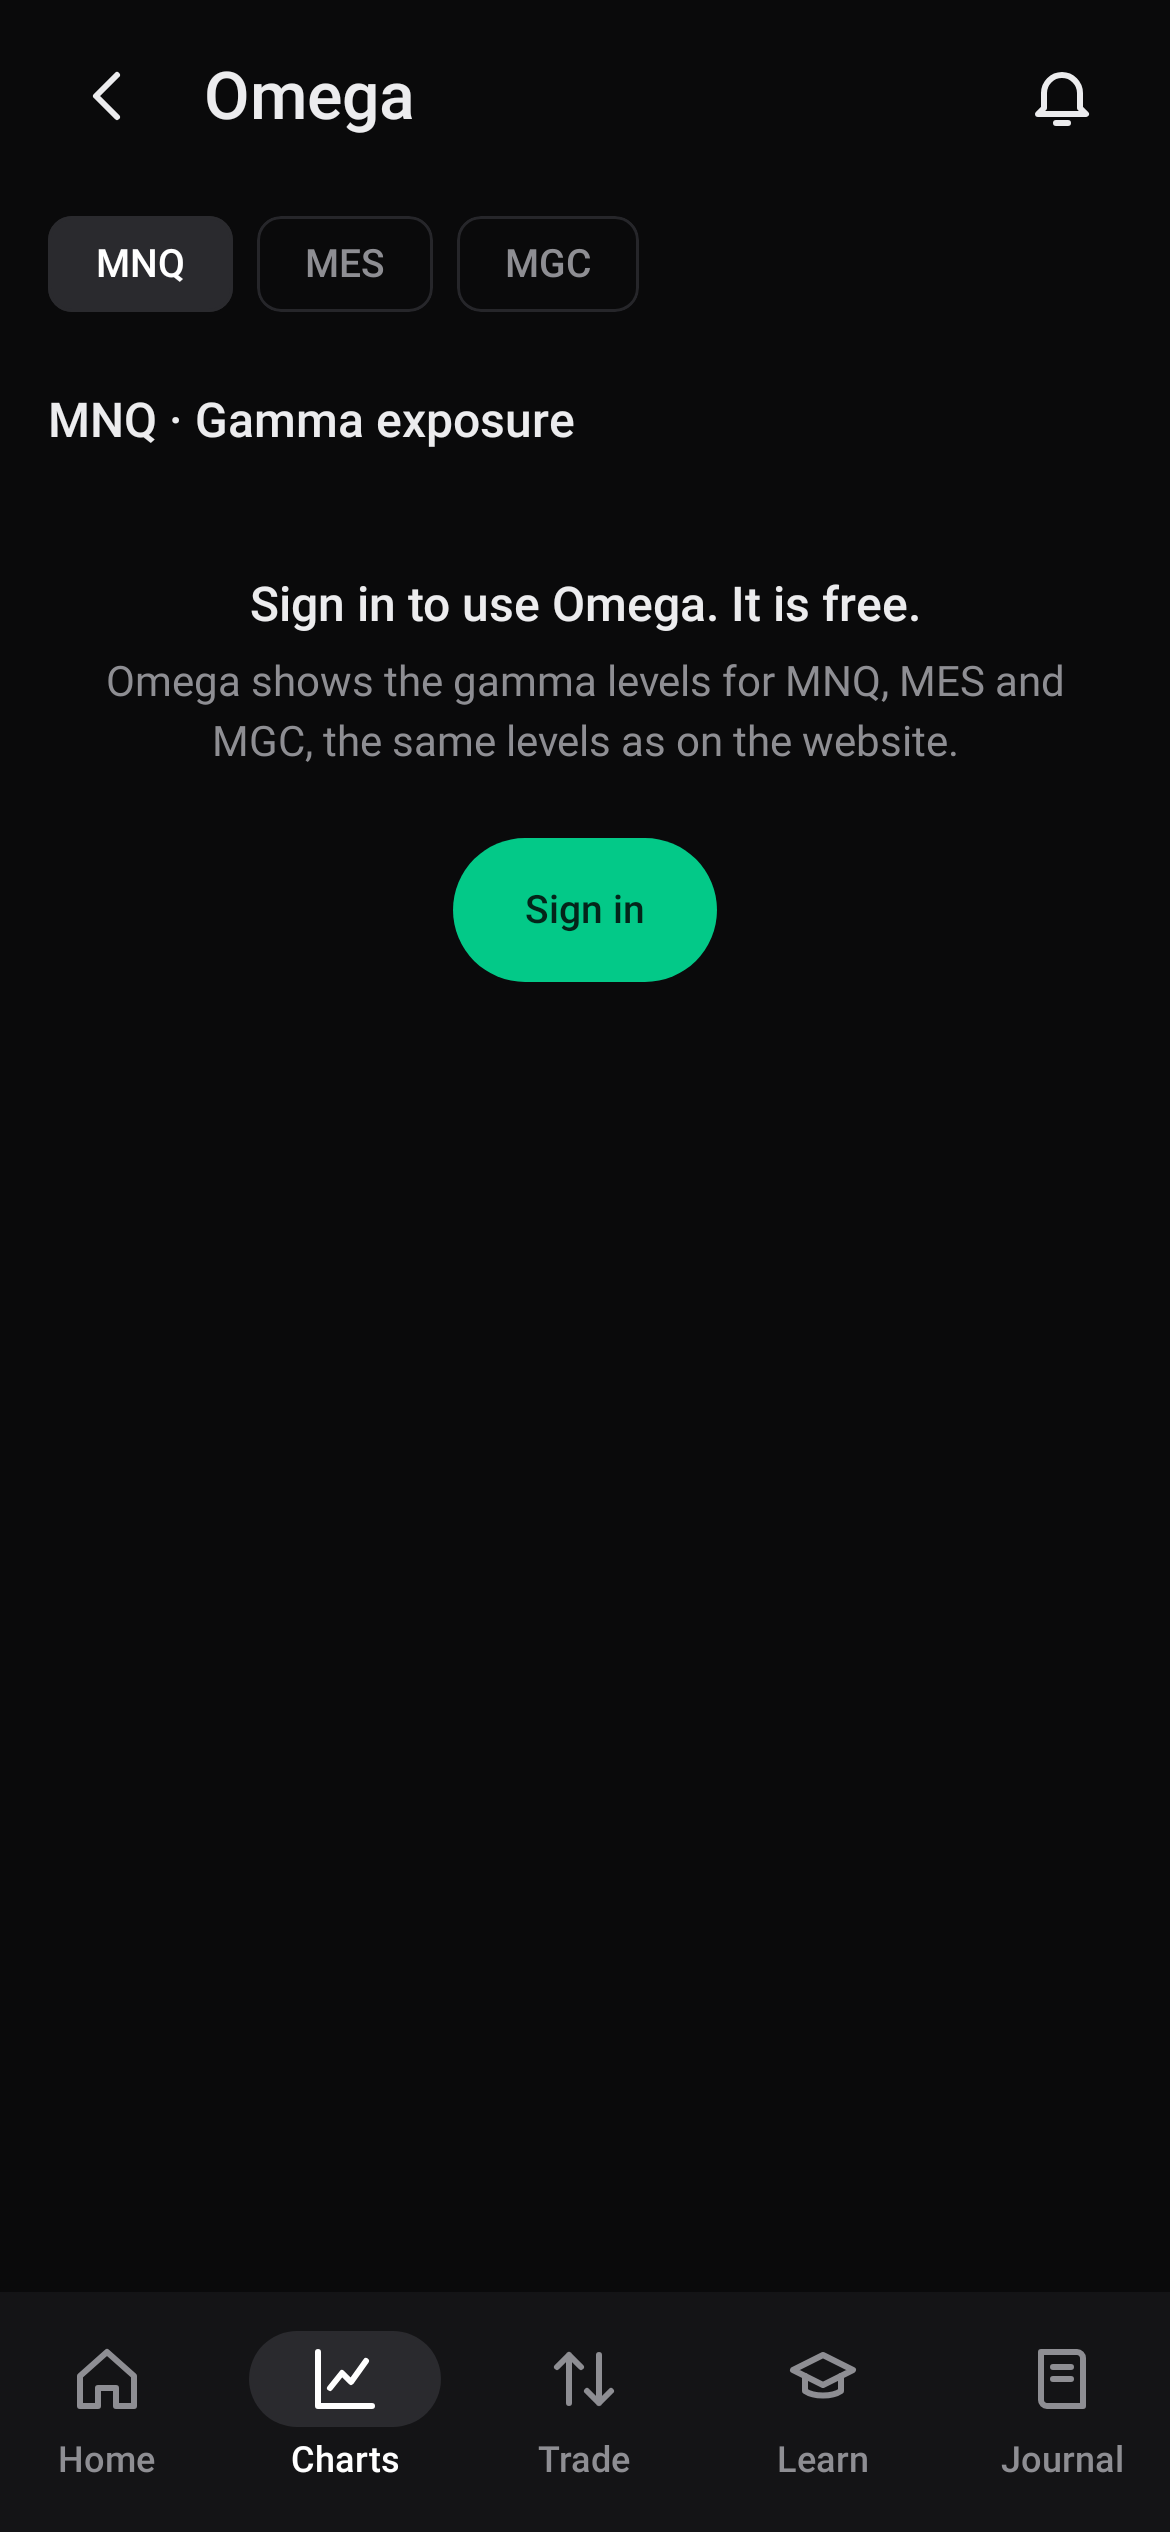 Omega
MNQ
MES
MGC
MNQ · Gamma exposure
Sign in to use Omega. It is free.
Omega shows the gamma levels for MNQ, MES and
MGC, the same levels as on the website.
Sign in
Home
Charts
Trade
Learn
Journal